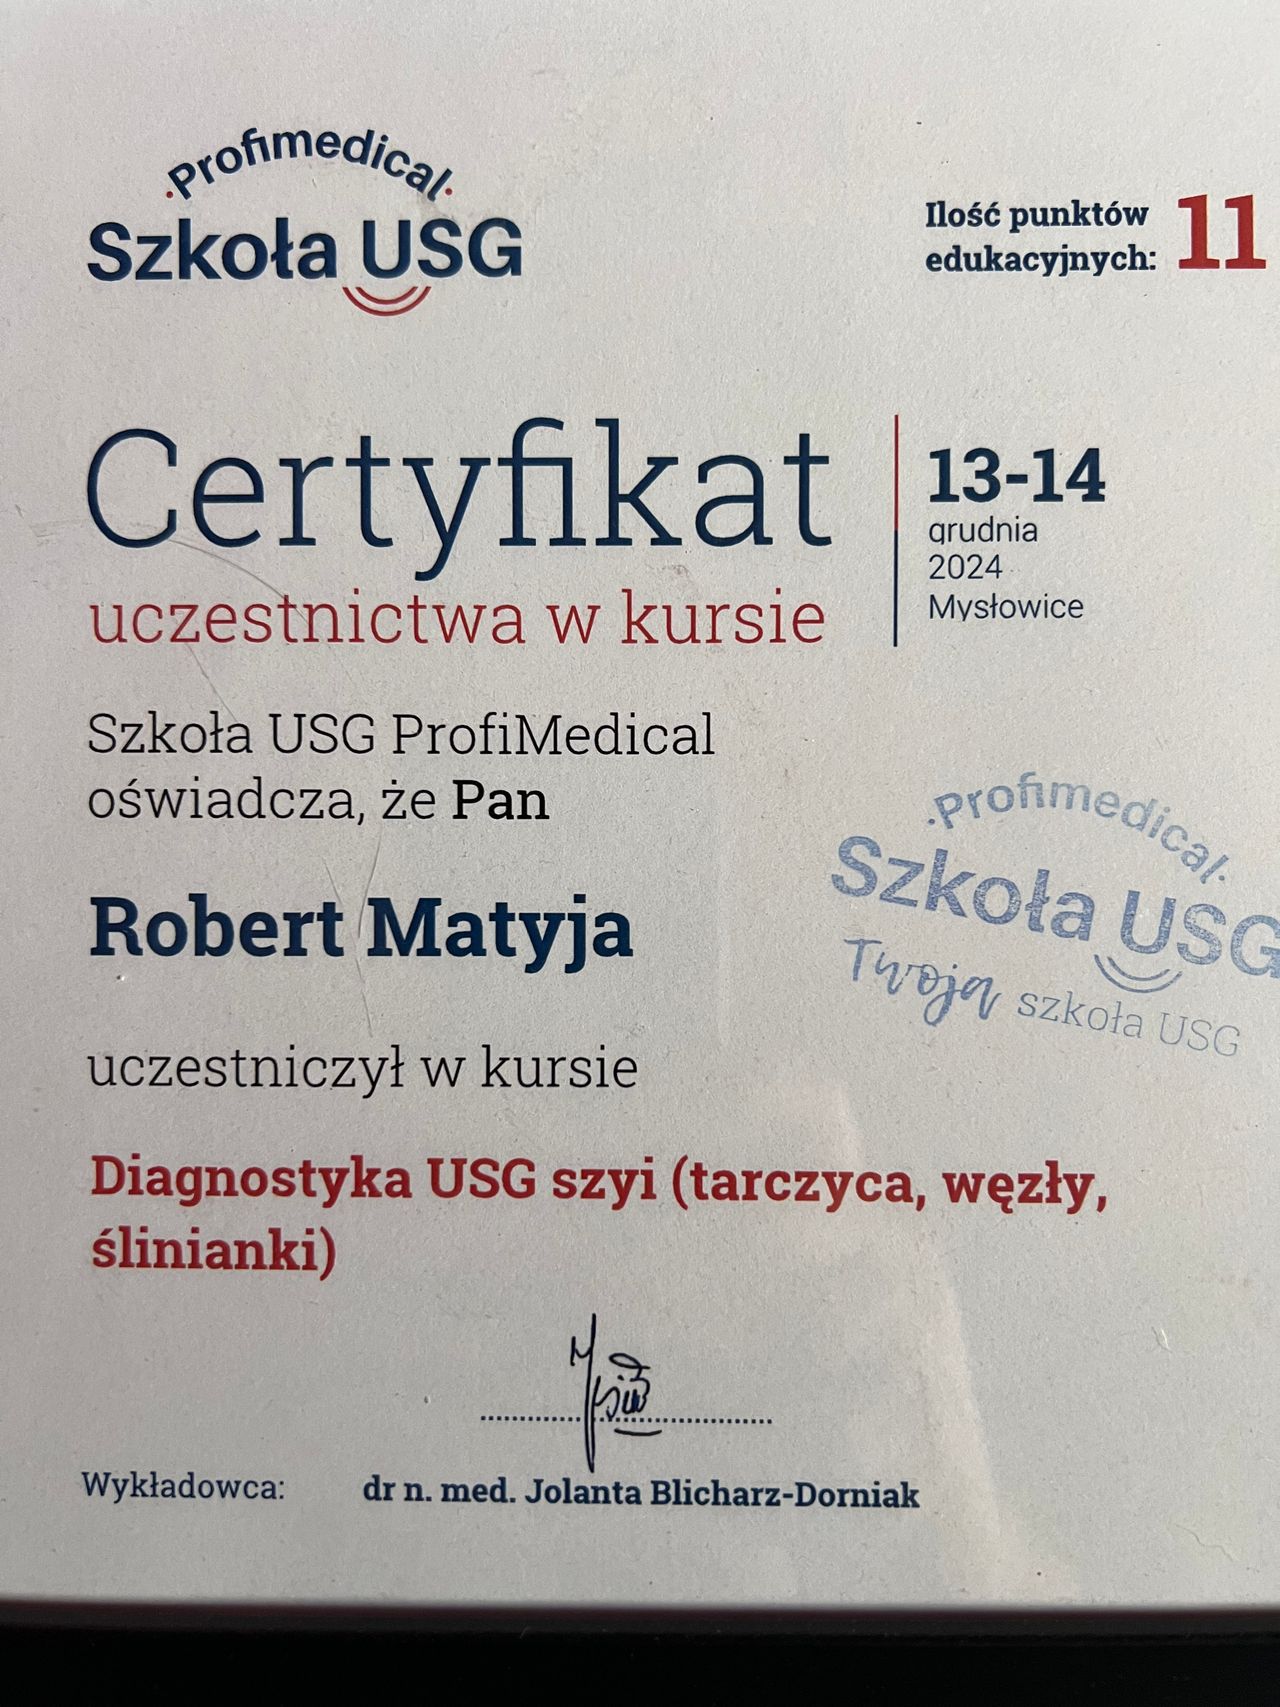 ·Profimedical·
Szkoła USG
Ilość punktów
edukacyjnych: 11
Certyfikat
uczestnictwa w kursie
13-14
grudnia
2024
Mysłowice
Szkoła USG ProfiMedical
oświadcza, że Pan
Robert Matyja
·Profimedical·
Szkoła USG
Twoja szkoła USG
uczestniczył w kursie
Diagnostyka USG szyi (tarczyca, węzły,
ślinianki)
Wykładowca: dr n. med. Jolanta Blicharz-Dorniak